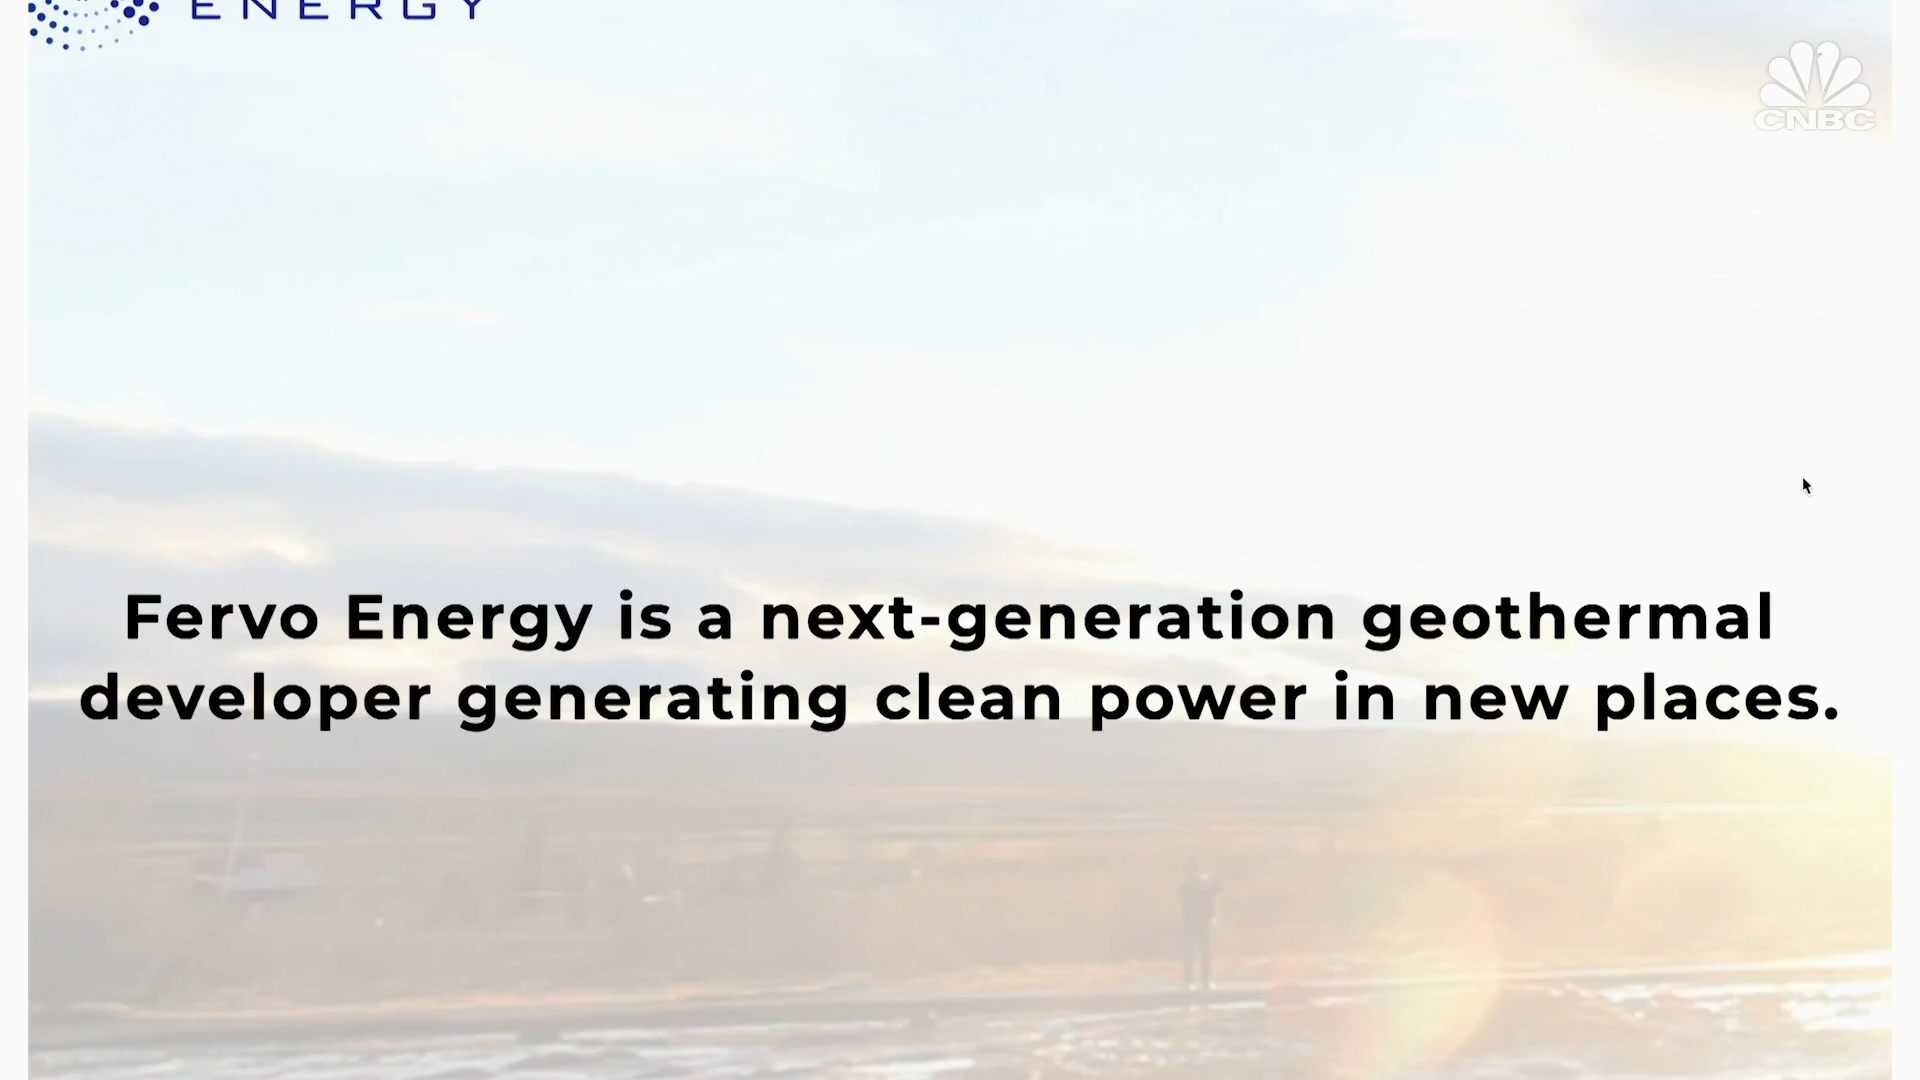 ENERGY
CNBC
Fervo Energy is a next-generation geothermal
developer generating clean power in new places.